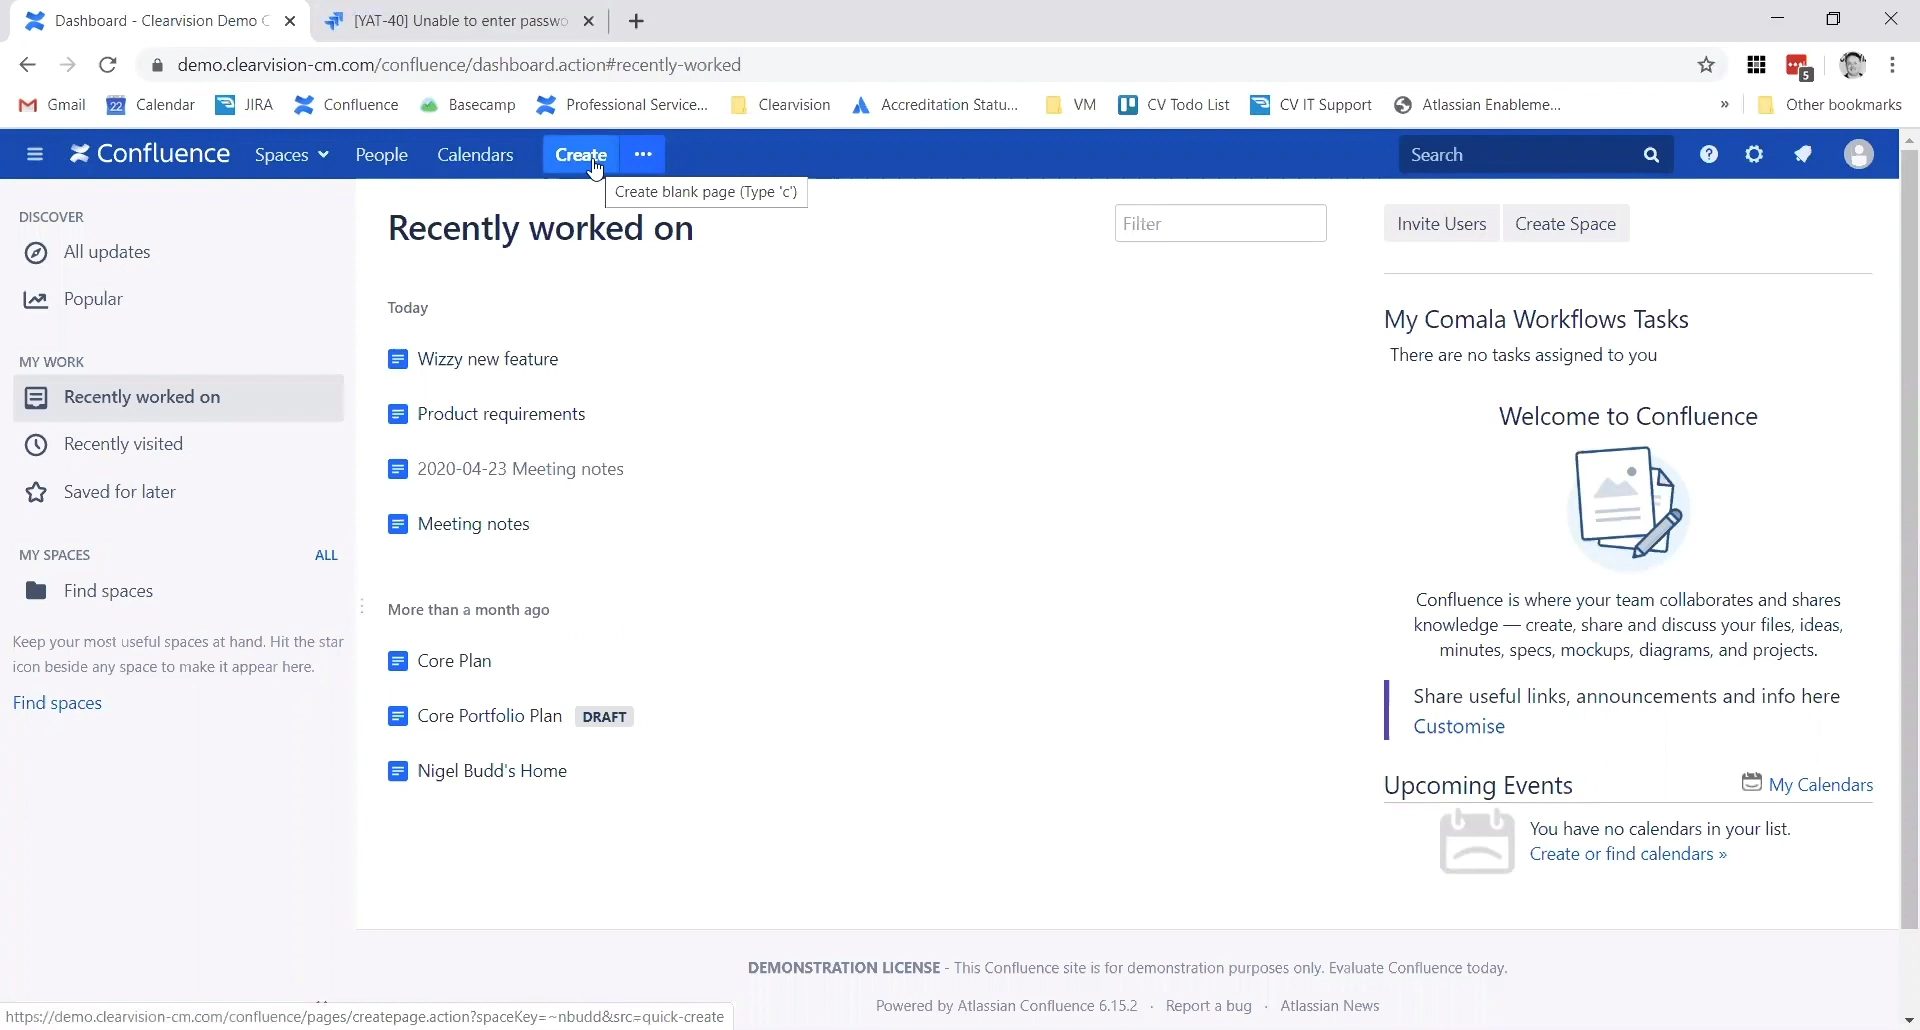 Dashboard - Clearvision Demo C
[YAT-40] Unable to enter passwo
demo.clearvision-cm.com/confluence/dashboard.action#recently-worked
5
Gmail
22 Calendar
JIRA
Confluence
Basecamp
Professional Service...
Clearvision
Accreditation Statu...
VM
CV Todo List
CV IT Support
Atlassian Enableme...
»
Other bookmarks
Confluence
Spaces
People
Calendars
Create
...
Search
Create blank page (Type 'c')
DISCOVER
All updates
Popular
MY WORK
Recently worked on
Recently visited
Saved for later
MY SPACES
ALL
Find spaces
Keep your most useful spaces at hand. Hit the star
icon beside any space to make it appear here.
Find spaces
Recently worked on
Filter
Today
Wizzy new feature
Product requirements
2020-04-23 Meeting notes
Meeting notes
More than a month ago
Core Plan
Core Portfolio Plan DRAFT
Nigel Budd's Home
Invite Users
Create Space
My Comala Workflows Tasks
There are no tasks assigned to you
Welcome to Confluence
Confluence is where your team collaborates and shares
knowledge — create, share and discuss your files, ideas,
minutes, specs, mockups, diagrams, and projects.
Share useful links, announcements and info here
Customise
Upcoming Events
My Calendars
You have no calendars in your list.
Create or find calendars »
DEMONSTRATION LICENSE - This Confluence site is for demonstration purposes only. Evaluate Confluence today.
Powered by Atlassian Confluence 6.15.2 · Report a bug · Atlassian News
https://demo.clearvision-cm.com/confluence/pages/createpage.action?spaceKey=~nbudd&src=quick-create